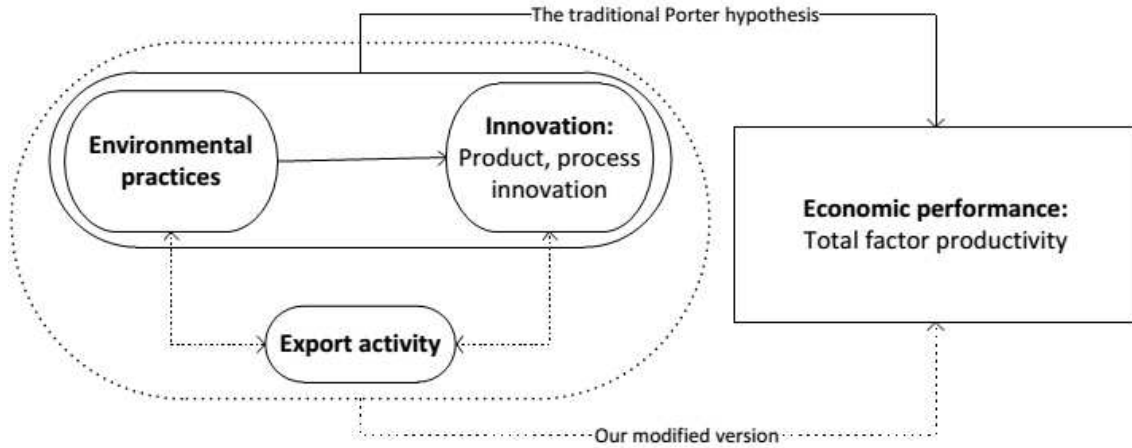 The traditional Porter hypothesis
Environmental
practices
Innovation:
Product, process
innovation
Economic performance:
Total factor productivity
Export activity
Our modified version